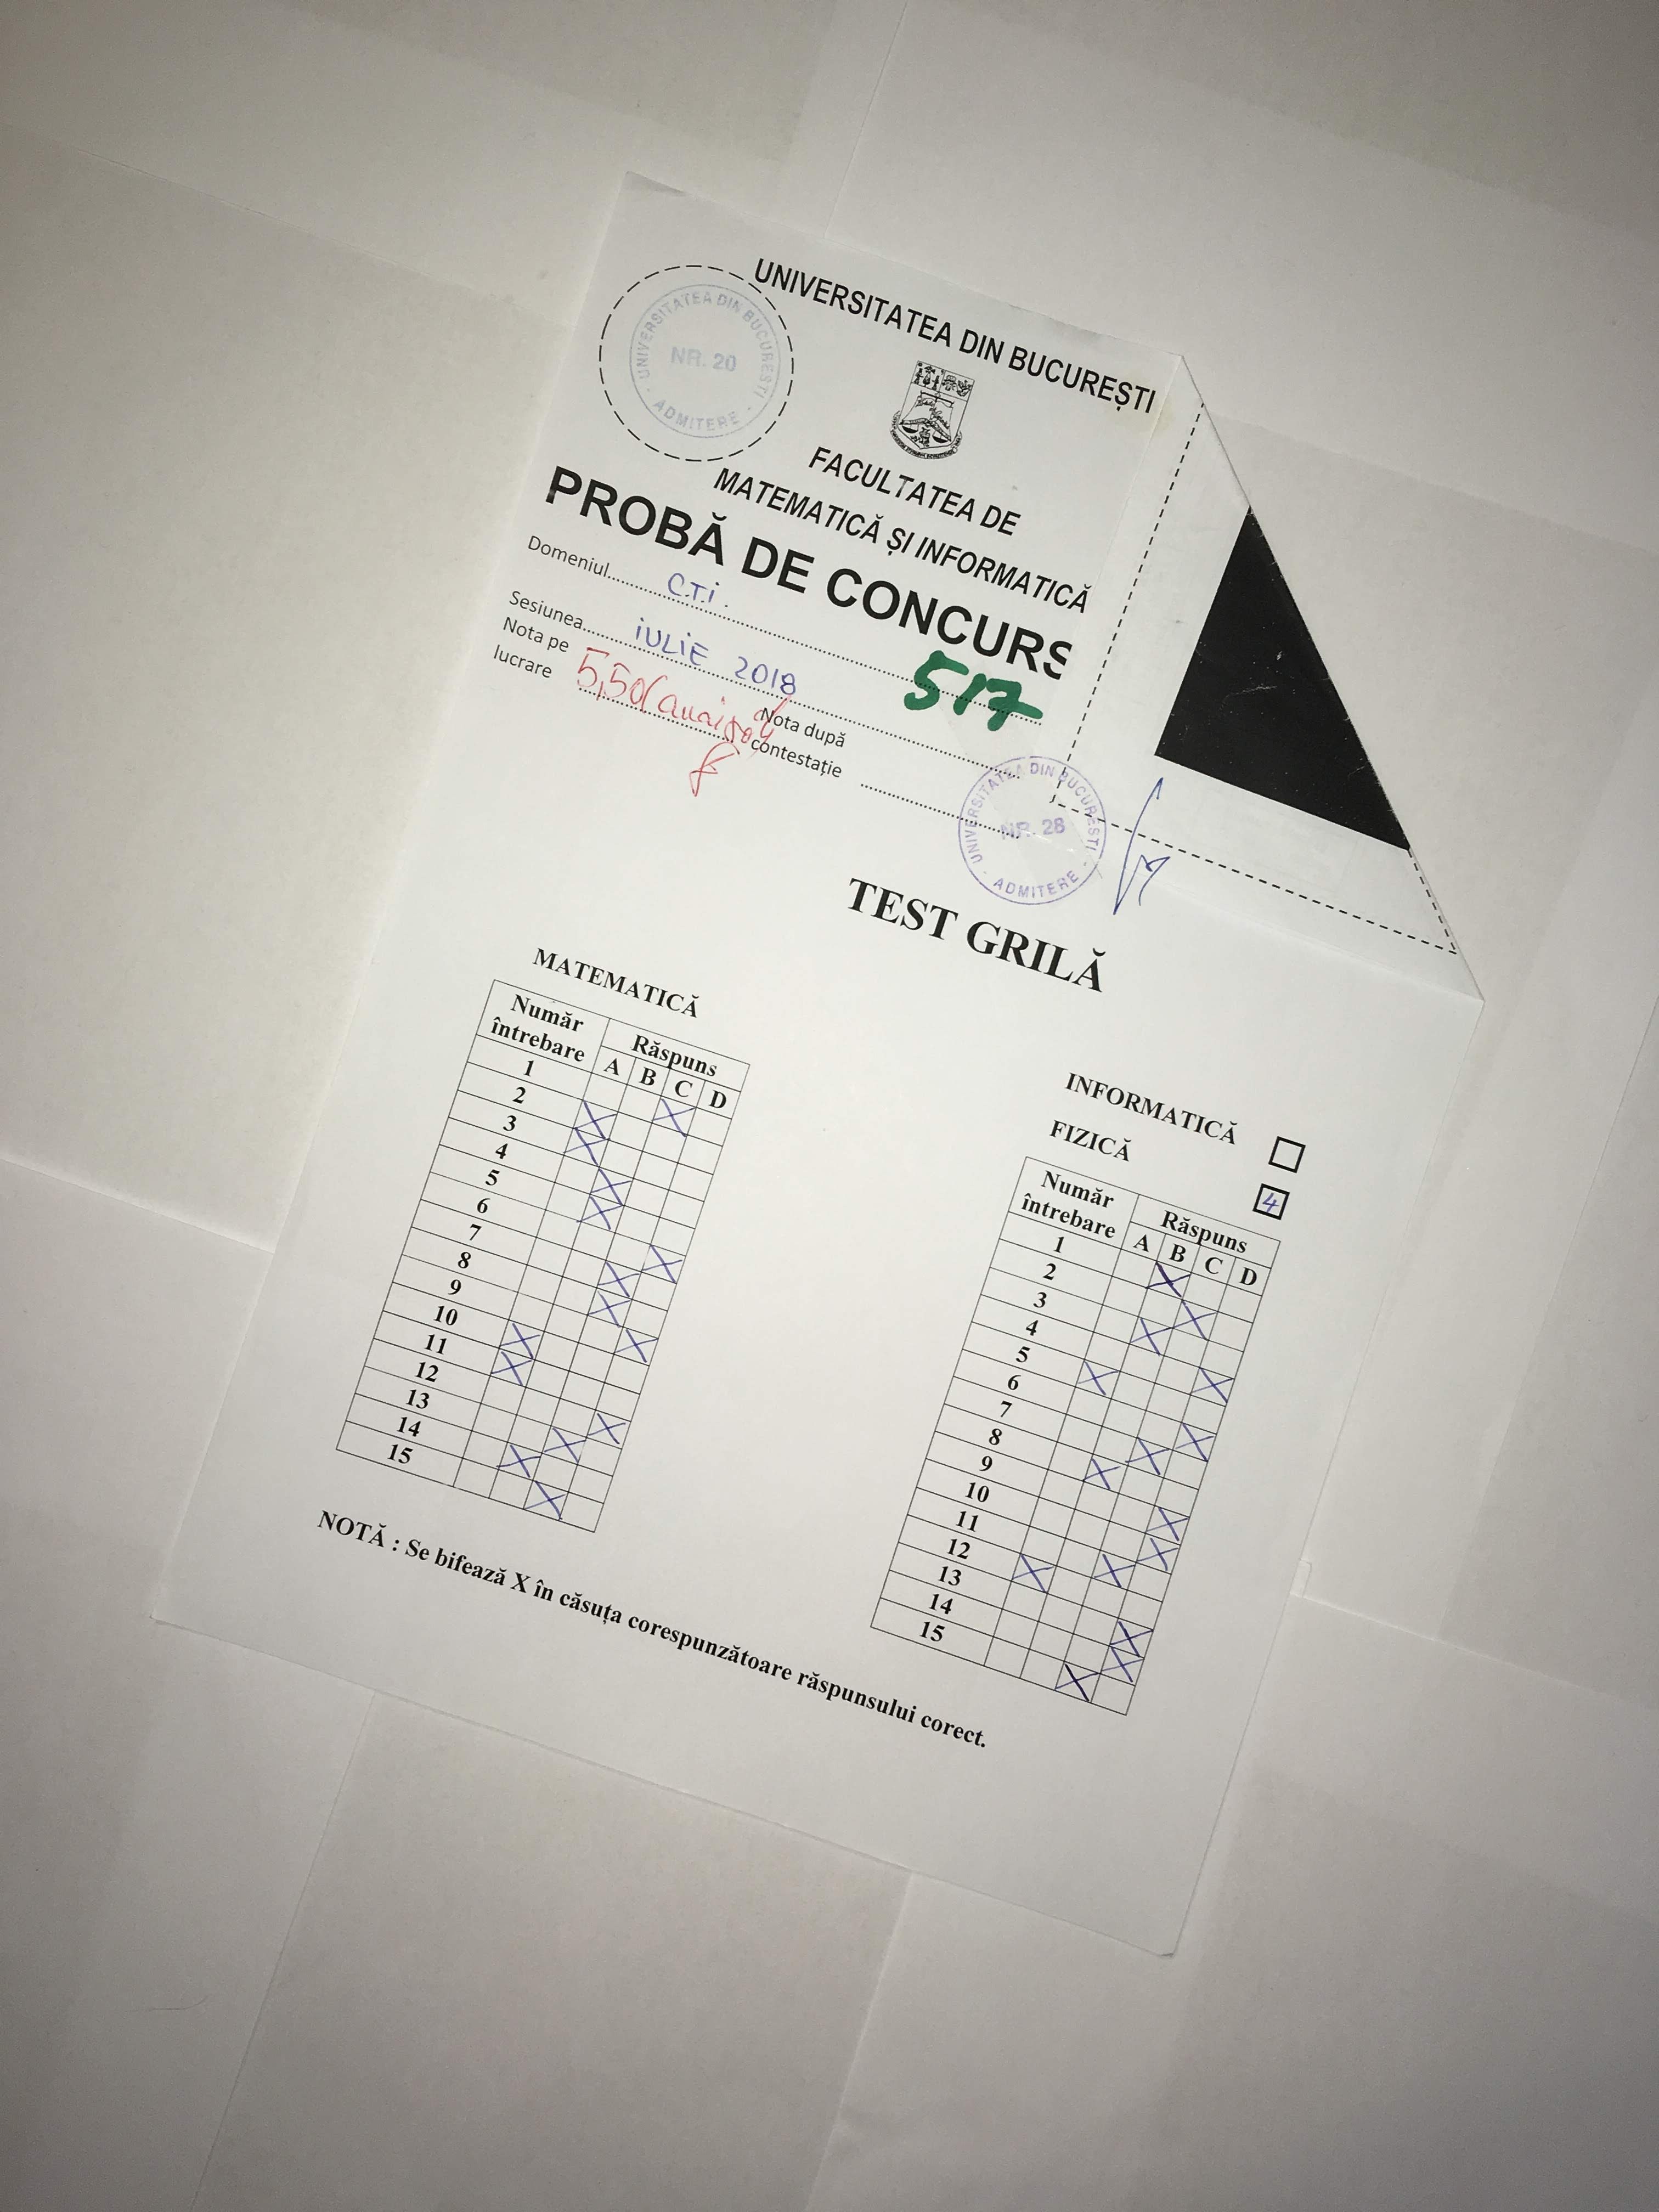 UNIVERSITATEA DIN BUCUREȘTI
UNIVERSITATEA DIN BUCUREȘTI
NR. 20
ADMITERE
FACULTATEA DE
MATEMATICĂ ȘI INFORMATICĂ
PROBĂ DE CONCURS
Domeniul C.T.i.
517
Sesiunea iULiE 2018
Nota pe lucrare 5,50
Nota după contestație
UNIVERSITATEA DIN BUCUREȘTI
NR. 28
ADMITERE
TEST GRILĂ
MATEMATICĂ
Număr întrebare Răspuns
A B C D
1 X
2 X
3 X
4 X
5 X
6 X
7 X
8 X
9 X
10 X
11 X
12 X
13 X
14 X
15 X
INFORMATICĂ
FIZICĂ 4
Număr întrebare Răspuns
A B C D
1 X
2 X
3 X
4 X
5 X
6 X
7 X
8 X
9 X
10 X
11 X
12 X
13 X
14 X
15 X
NOTĂ : Se bifează X în căsuța corespunzătoare răspunsului corect.